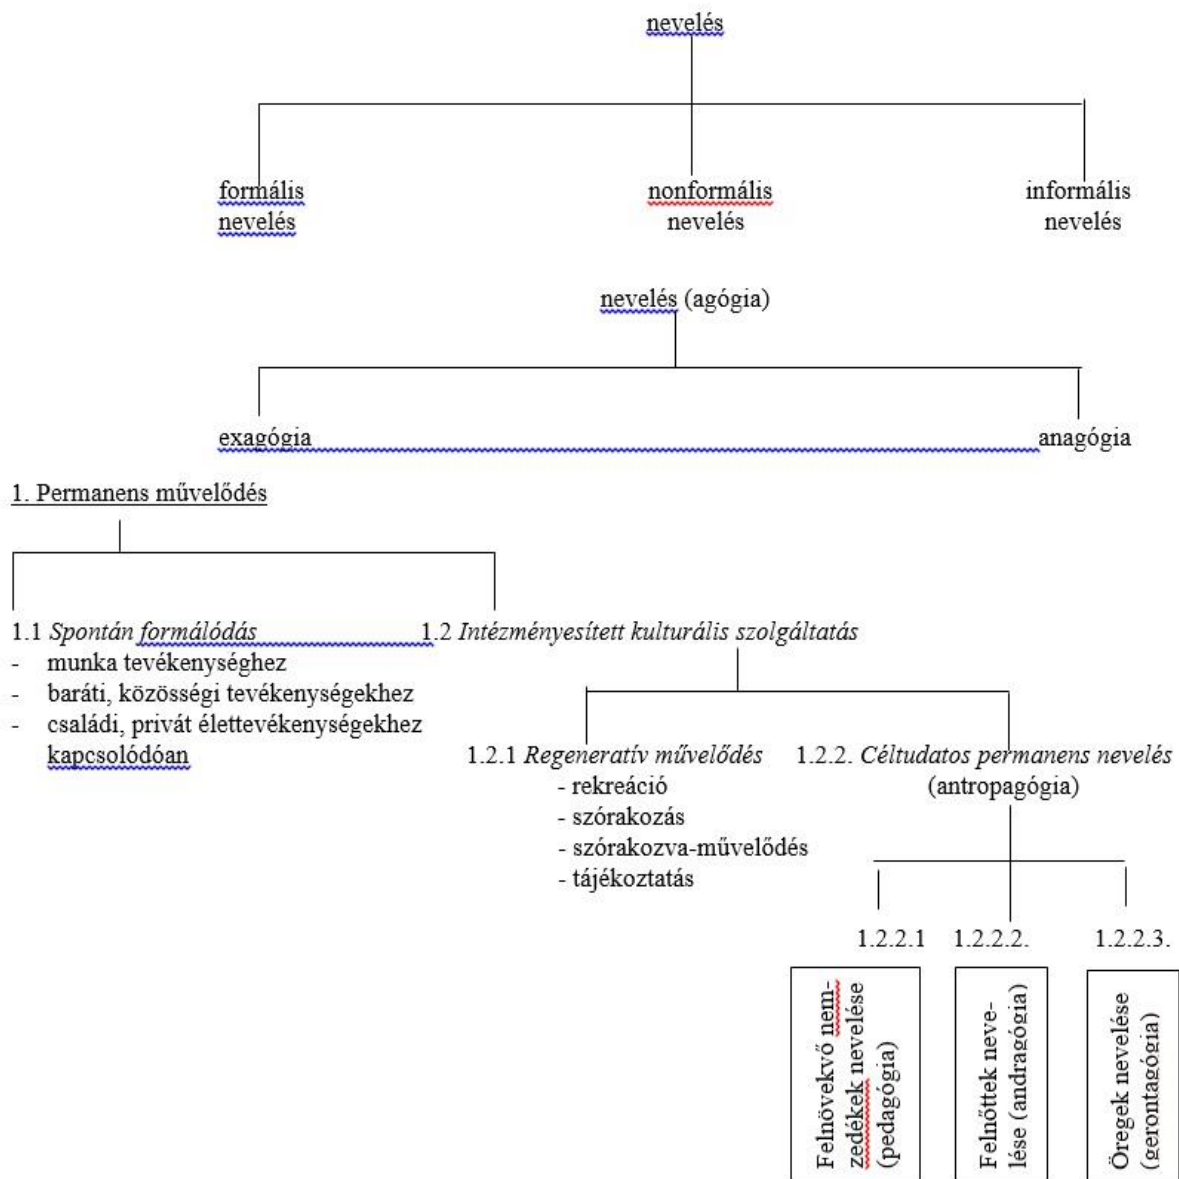 nevelés
formális
nevelés
nonformális
nevelés
informális
nevelés
nevelés (agógia)
exagógia
anagógia
1. Permanens művelődés
1.1 Spontán formálódás
- munka tevékenységhez
- baráti, közösségi tevékenységekhez
- családi, privát élettevékenységekhez
kapcsolódóan
1.2 Intézményesített kulturális szolgáltatás
1.2.1 Regeneratív művelődés
- rekreáció
- szórakozás
- szórakozva-művelődés
- tájékoztatás
1.2.2. Céltudatos permanens nevelés
(antropagógia)
1.2.2.1
Felnövekvő nem-
zedékek nevelése
(pedagógia)
1.2.2.2.
Felnőttek neve-
lése (andragógia)
1.2.2.3.
Öregek nevelése
(gerontagógia)